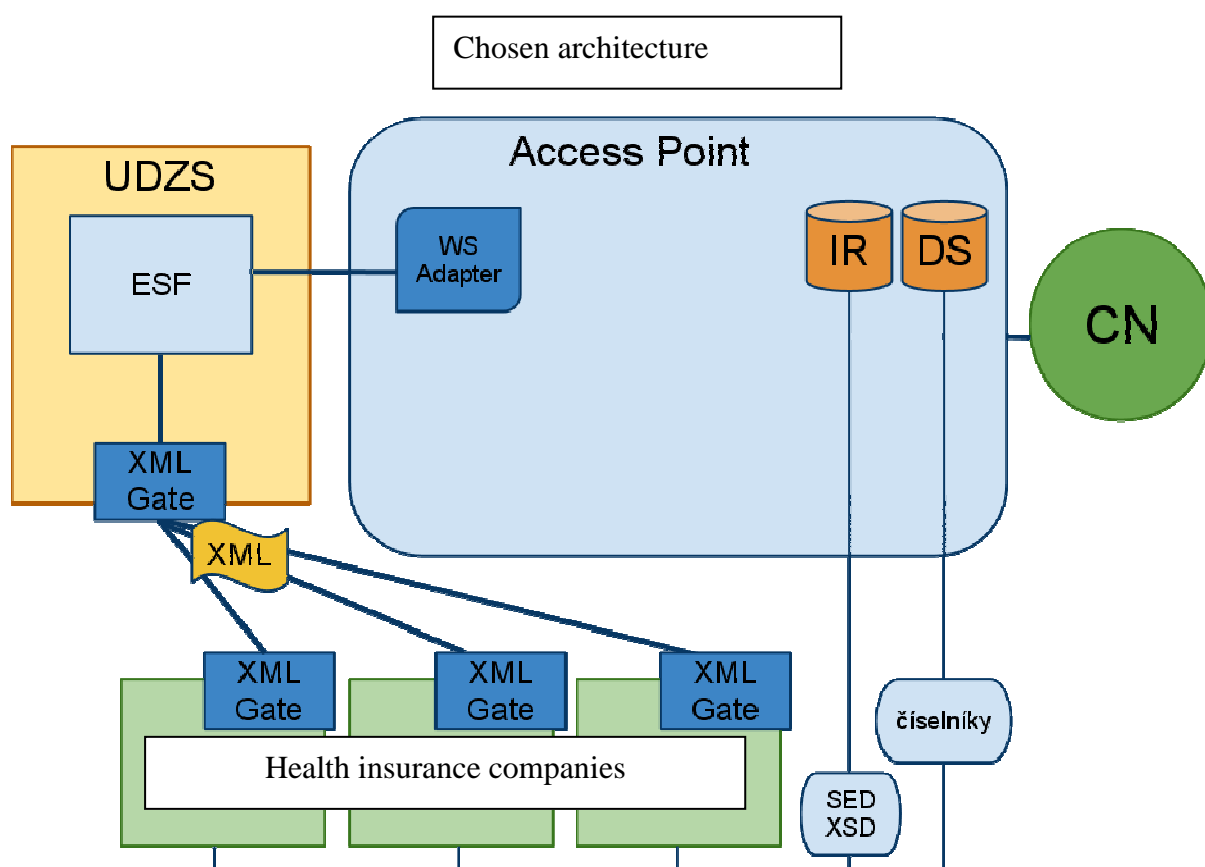 Chosen architecture
Access Point
UDZS
ESF
WS
Adapter
IR
DS
CN
XML
Gate
XML
XML
Gate
XML
Gate
XML
Gate
číselníky
Health insurance companies
SED
XSD